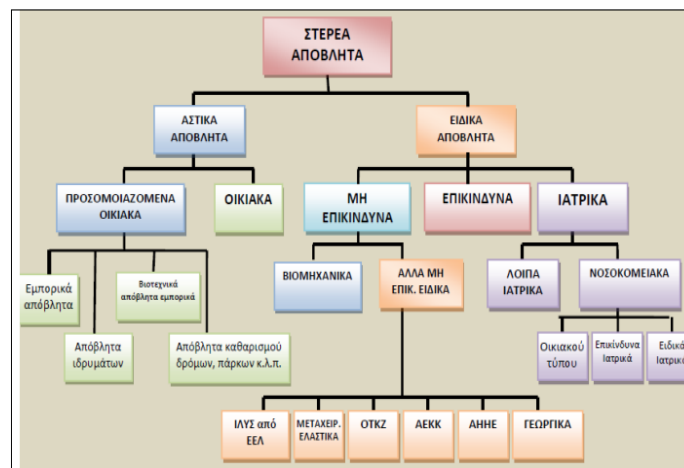 ΣΤΕΡΕΑ
ΑΠΟΒΛΗΤΑ
ΑΣΤΙΚΑ
ΑΠΟΒΛΗΤΑ
ΕΙΔΙΚΑ
ΑΠΟΒΛΗΤΑ
ΠΡΟΣΟΜΟΙΑΖΟΜΕΝΑ
ΟΙΚΙΑΚΑ
ΟΙΚΙΑΚΑ
ΜΗ
ΕΠΙΚΙΝΔΥΝΑ
ΕΠΙΚΙΝΔΥΝΑ
ΙΑΤΡΙΚΑ
ΒΙΟΜΗΧΑΝΙΚΑ
ΑΛΛΑ ΜΗ
ΕΠΙΚ. ΕΙΔΙΚΑ
ΛΟΙΠΑ
ΙΑΤΡΙΚΑ
ΝΟΣΟΚΟΜΕΙΑΚΑ
Εμπορικά
απόβλητα
Βιοτεχνικά
απόβλητα εμπορικά
Απόβλητα
ιδρυμάτων
Απόβλητα καθαρισμού
δρόμων, πάρκων κ.λ.π.
Οικιακού
τύπου
Επικίνδυνα
Ιατρικά
Ειδικά
Ιατρικά
ΙΛΥΣ από
ΕΕΛ
ΜΕΤΑΧΕΙΡ.
ΕΛΑΣΤΙΚΑ
ΟΤΚΖ
ΑΕΚΚ
ΑΗΗΕ
ΓΕΩΡΓΙΚΑ